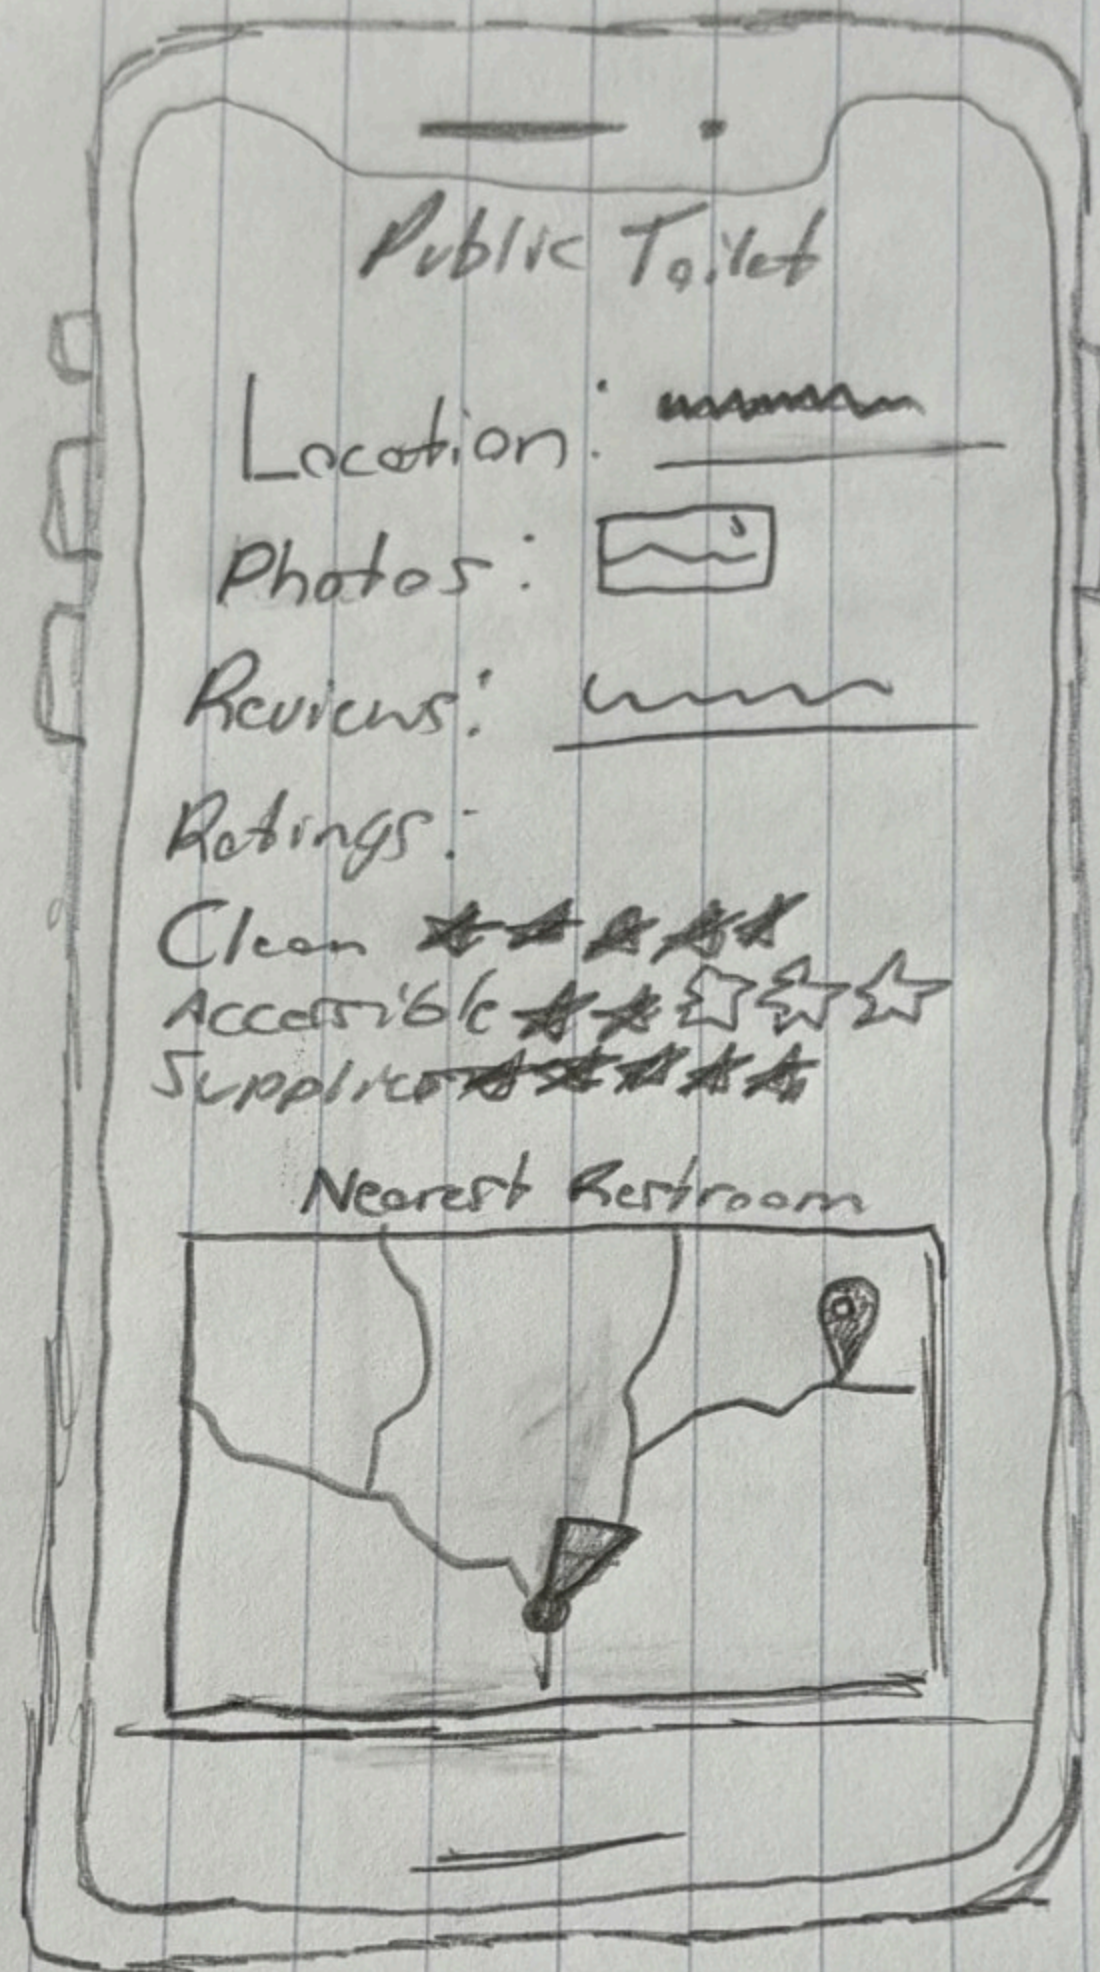 Public Toilet
Location:
Photos:
Reviews:
Ratings:
Clean
Accessible
Supplies
Nearest Restroom